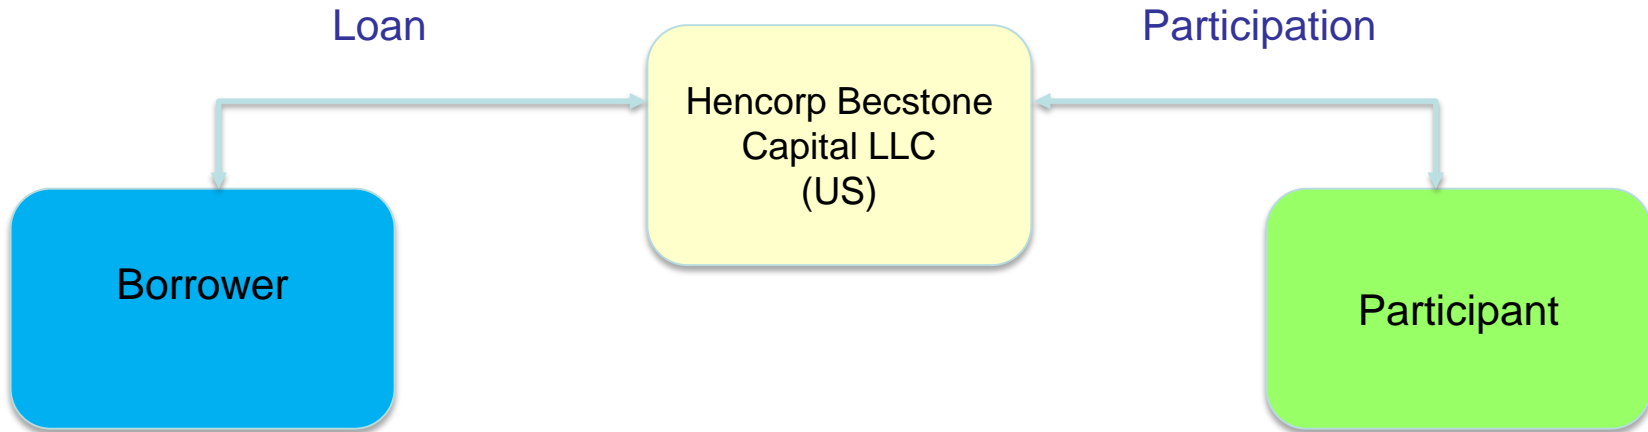 Loan
Participation
Hencorp Becstone
Capital LLC
(US)
Borrower
Participant